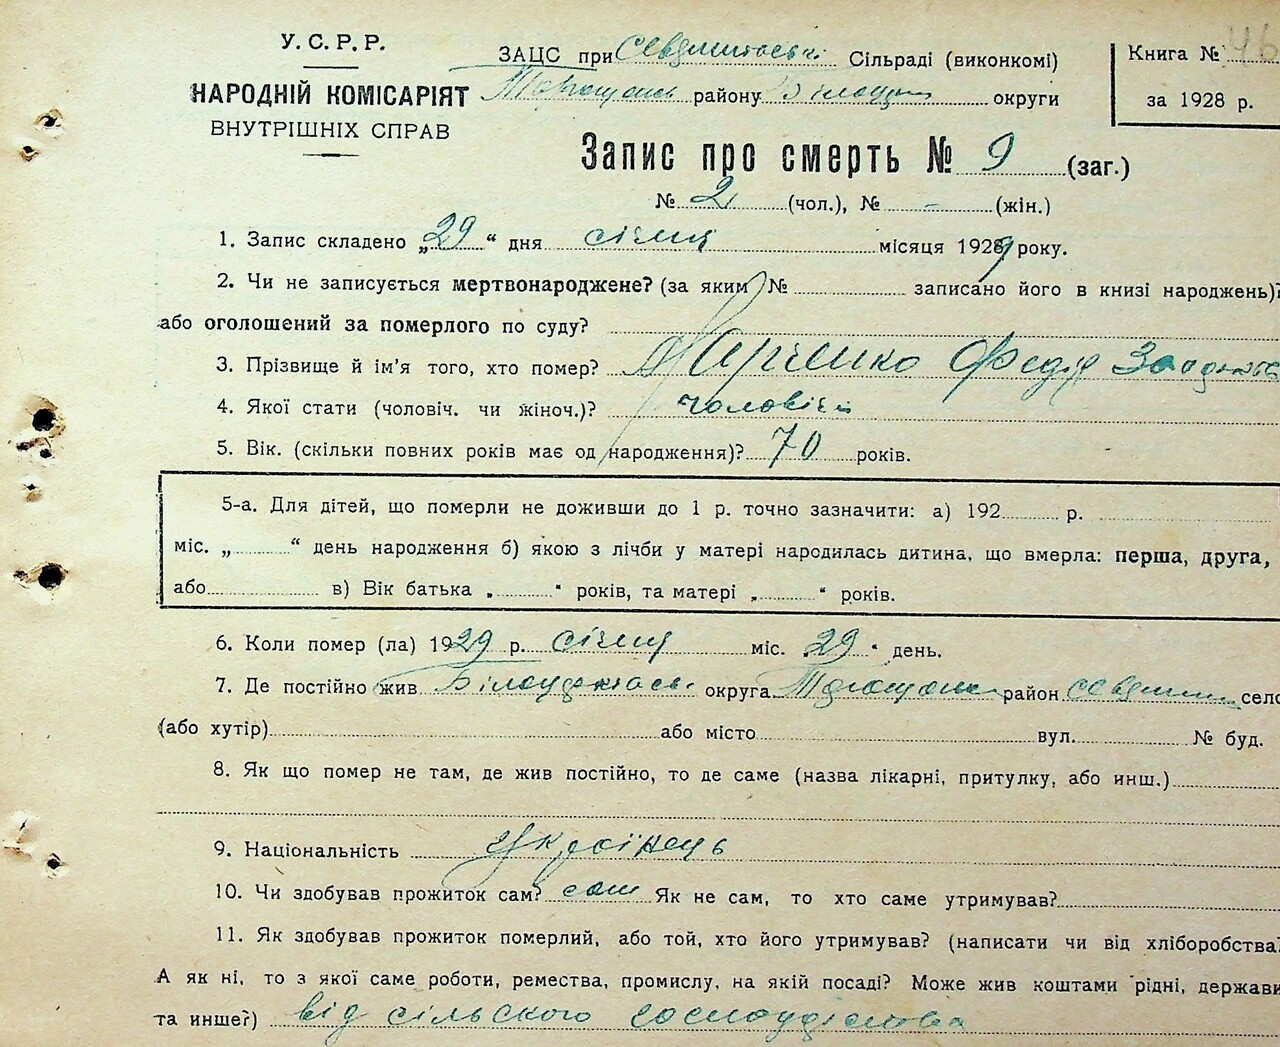 У. С. Р. Р.
НАРОДНІЙ КОМІСАРІЯТ
ВНУТРІШНІХ СПРАВ
ЗАЦС при Сільраді (виконкомі)
району округи
Книга №
за 1928 р.
Запис про смерть № 9 (заг.)
№ 2 (чол.), № - (жін.)
1. Запис складено „29“ дня січня місяця 1929 року.
2. Чи не записується мертвонароджене? (за яким № записано його в книзі народжень)?
або оголошений за померлого по суду?
3. Прізвище й ім'я того, хто помер? Федір
4. Якої стати (чоловіч. чи жіноч.)? чоловічй
5. Вік. (скільки повних років має од народження)? 70 років.
5-а. Для дітей, що померли не доживши до 1 р. точно зазначити: а) 192 р.
міс. „ “ день народження б) якою з лічби у матері народилась дитина, що вмерла: перша, друга,
або в) Вік батька „ “ років, та матері „ “ років.
6. Коли помер (ла) 1929 р. січня міс. 29 день.
7. Де постійно жив округа район село
(або хутір) або місто вул. № буд.
8. Як що помер не там, де жив постійно, то де саме (назва лікарні, притулку, або инш.)
9. Національність українець
10. Чи здобував прожиток сам? сам Як не сам, то хто саме утримував?
11. Як здобував прожиток померлий, або той, хто його утримував? (написати чи від хліборобства?
А як ні, то з якої саме роботи, ремества, промислу, на якій посаді? Може жив коштами рідні, держави
та инше?) від сільского господарства